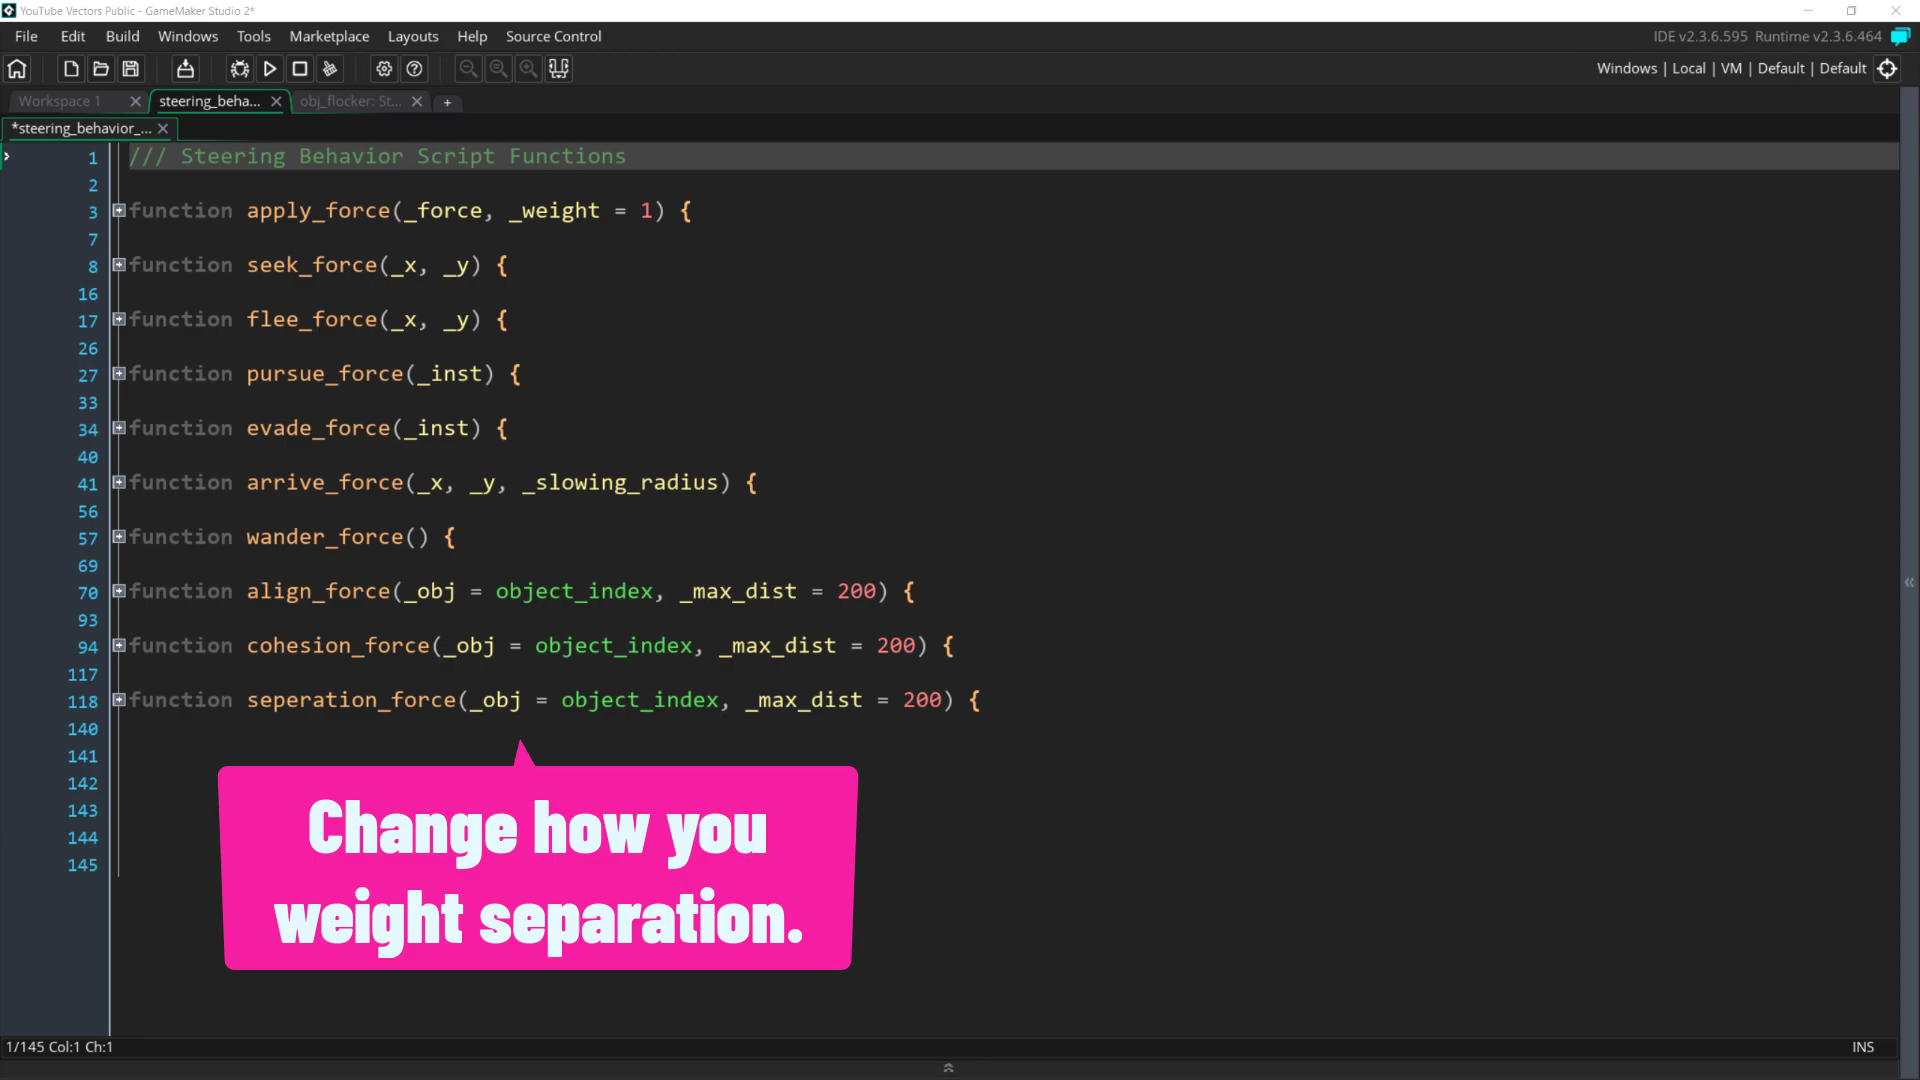 YouTube Vectors Public - GameMaker Studio 2*
File Edit Build Windows Tools Marketplace Layouts Help Source Control
IDE v2.3.6.595 Runtime v2.3.6.464
Windows | Local | VM | Default | Default
Workspace 1 steering_beha... obj_flocker: St... +
*steering_behavior_...
1 /// Steering Behavior Script Functions
2
3 function apply_force(_force, _weight = 1) {
7
8 function seek_force(_x, _y) {
16
17 function flee_force(_x, _y) {
26
27 function pursue_force(_inst) {
33
34 function evade_force(_inst) {
40
41 function arrive_force(_x, _y, _slowing_radius) {
56
57 function wander_force() {
69
70 function align_force(_obj = object_index, _max_dist = 200) {
93
94 function cohesion_force(_obj = object_index, _max_dist = 200) {
117
118 function seperation_force(_obj = object_index, _max_dist = 200) {
140
141
142
143
144
145
Change how you
weight separation.
1/145 Col:1 Ch:1
INS